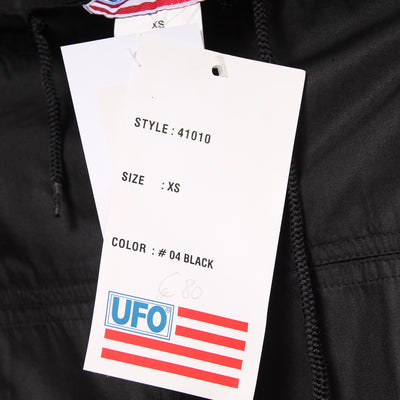 XS
STYLE : 41010
SIZE : XS
COLOR : # 04 BLACK
€ 80
UFO